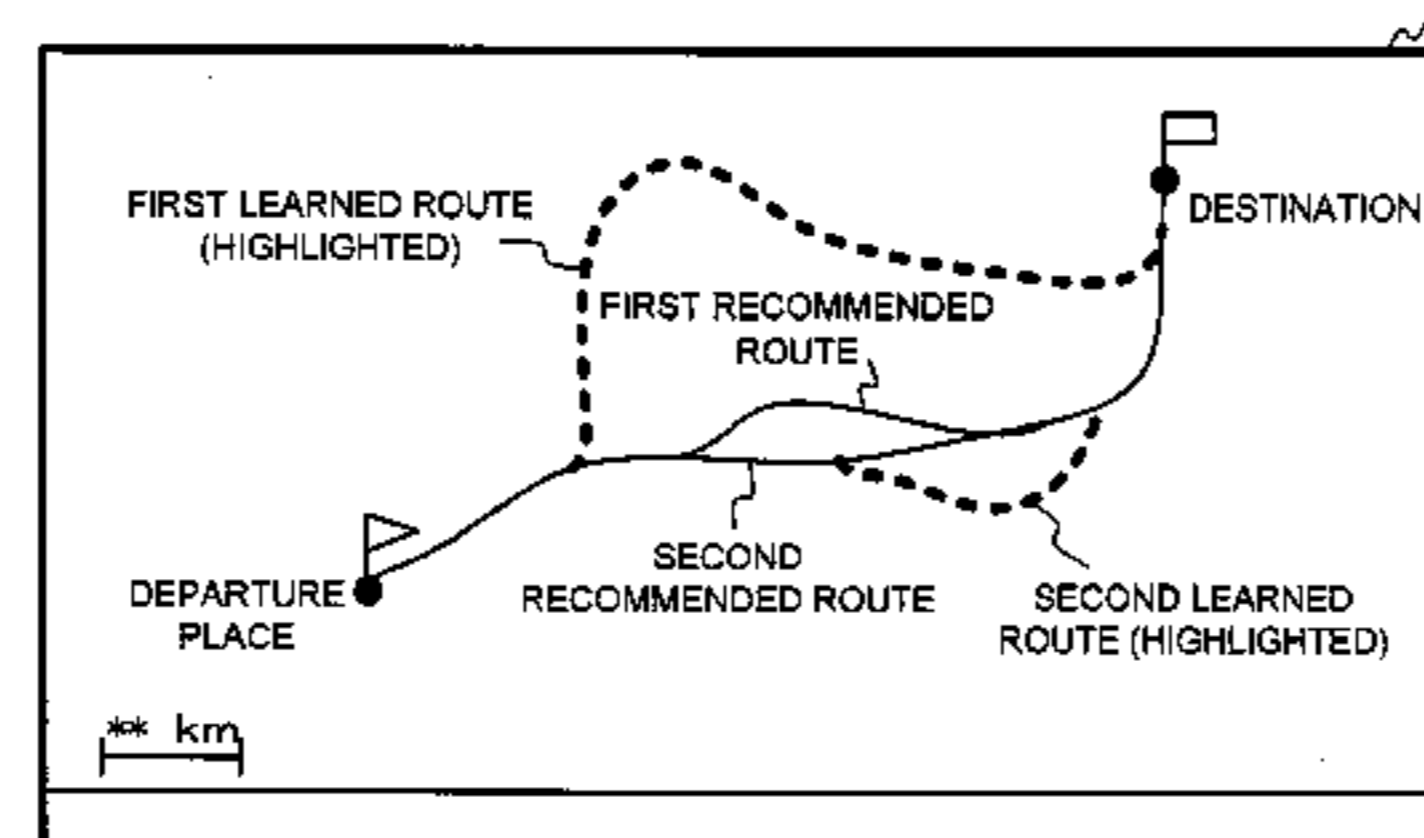 FIRST LEARNED ROUTE
(HIGHLIGHTED)
DESTINATION
FIRST RECOMMENDED
ROUTE
SECOND
RECOMMENDED ROUTE
DEPARTURE
PLACE
SECOND LEARNED
ROUTE (HIGHLIGHTED)
** km